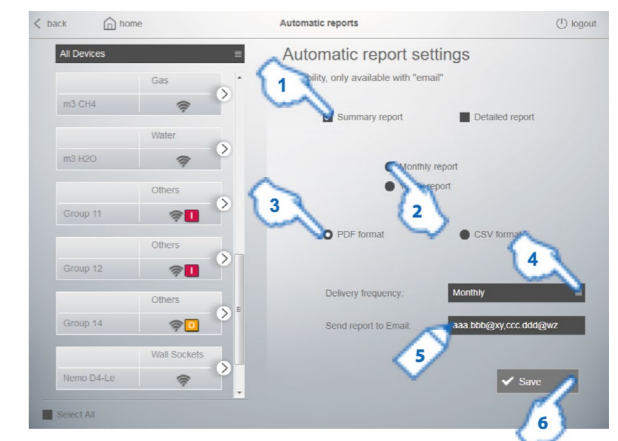 back
home
Automatic reports
logout
All Devices
Automatic report settings
bility, only available with "email"
Gas
m3 CH4
1
Summary report
Detailed report
Water
m3 H2O
Monthly report
report
2
Others
Group 11
I
3
PDF format
CSV format
Others
Group 12
I
4
Delivery frequency:
Monthly
Others
Group 14
O
Send report to Email:
aaa.bbb@xy,ccc.ddd@wz
5
Wall Sockets
Nemo D4-Le
Save
6
Select All